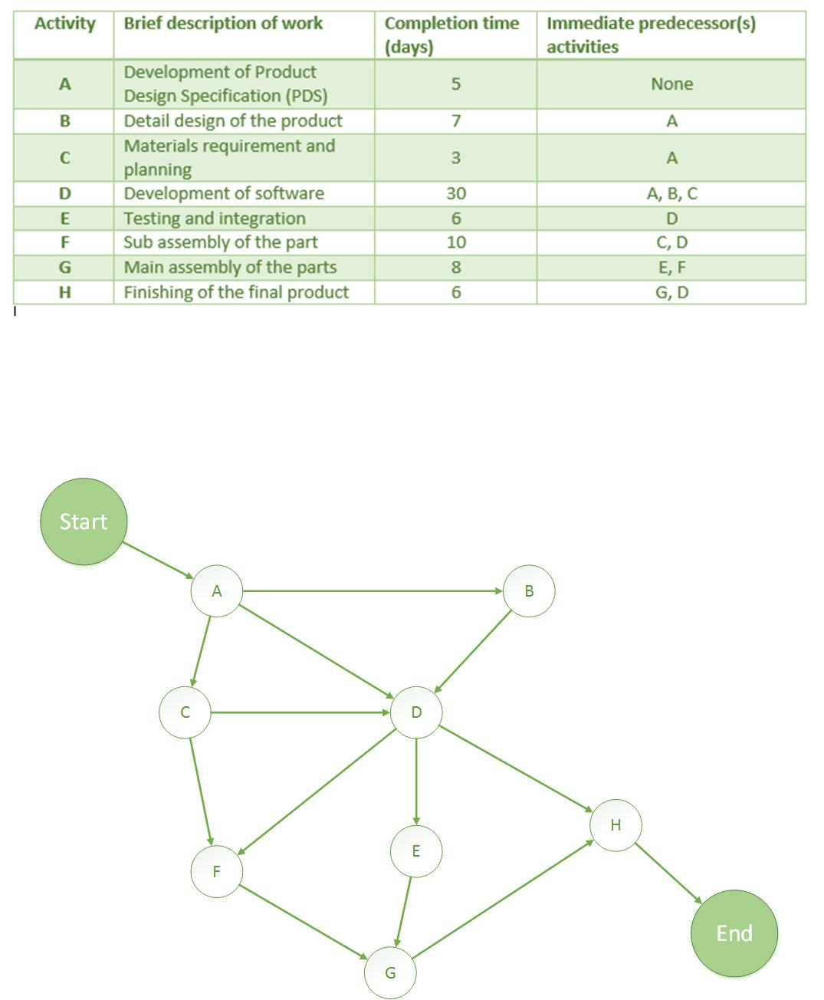 Activity Brief description of work Completion time (days) Immediate predecessor(s) activities
A Development of Product Design Specification (PDS) 5 None
B Detail design of the product 7 A
C Materials requirement and planning 3 A
D Development of software 30 A, B, C
E Testing and integration 6 D
F Sub assembly of the part 10 C, D
G Main assembly of the parts 8 E, F
H Finishing of the final product 6 G, D
Start
A
B
C
D
H
E
F
End
G